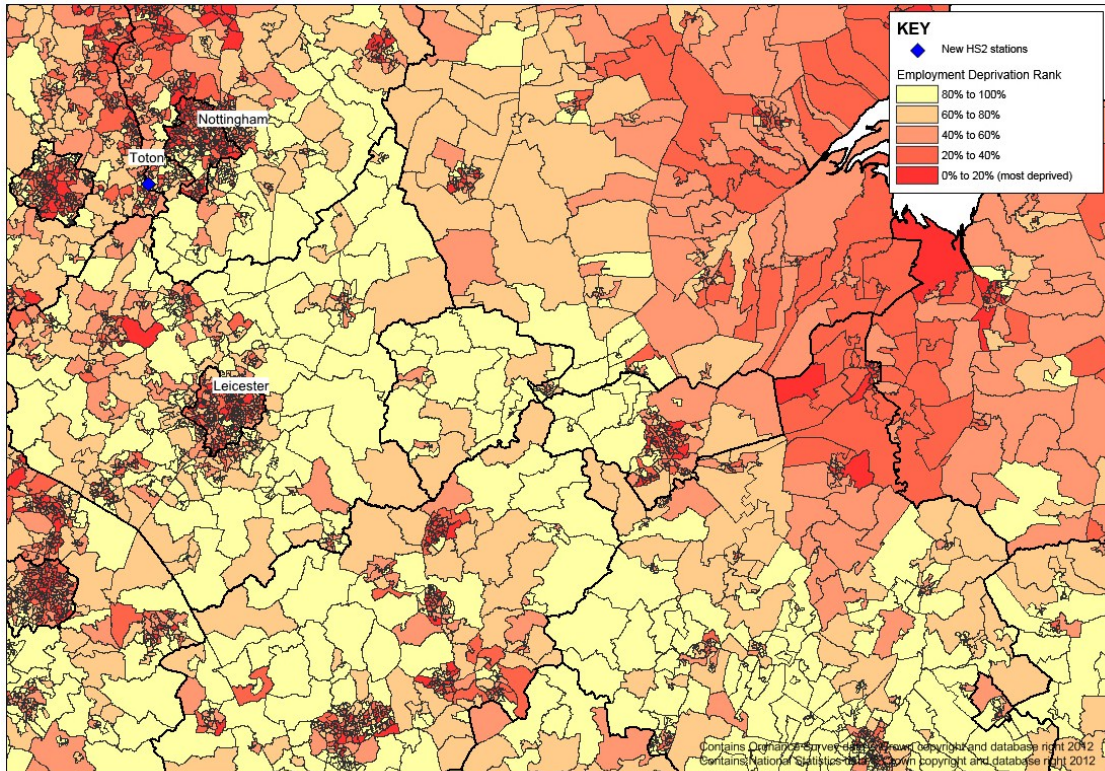 KEY
New HS2 stations
Employment Deprivation Rank
80% to 100%
60% to 80%
40% to 60%
20% to 40%
0% to 20% (most deprived)
Nottingham
Toton
Leicester
Contains Ordnance Survey data © Crown copyright and database right 2012
Contains National Statistics data © Crown copyright and database right 2012